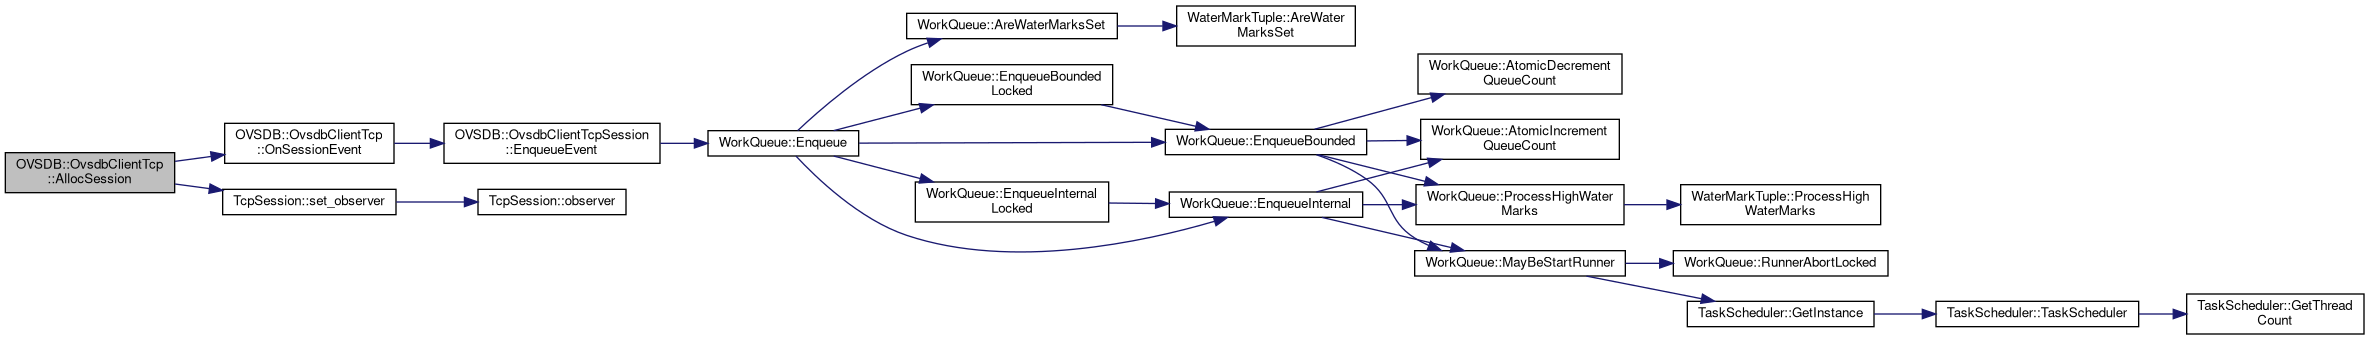 OVSDB::OvsdbClientTcp
::AllocSession
OVSDB::OvsdbClientTcp
::OnSessionEvent
TcpSession::set_observer
OVSDB::OvsdbClientTcpSession
::EnqueueEvent
TcpSession::observer
WorkQueue::Enqueue
WorkQueue::AreWaterMarksSet
WorkQueue::EnqueueBounded
Locked
WorkQueue::EnqueueInternal
Locked
WaterMarkTuple::AreWater
MarksSet
WorkQueue::EnqueueBounded
WorkQueue::EnqueueInternal
WorkQueue::AtomicDecrement
QueueCount
WorkQueue::AtomicIncrement
QueueCount
WorkQueue::ProcessHighWater
Marks
WorkQueue::MayBeStartRunner
WaterMarkTuple::ProcessHigh
WaterMarks
WorkQueue::RunnerAbortLocked
TaskScheduler::GetInstance
TaskScheduler::TaskScheduler
TaskScheduler::GetThread
Count